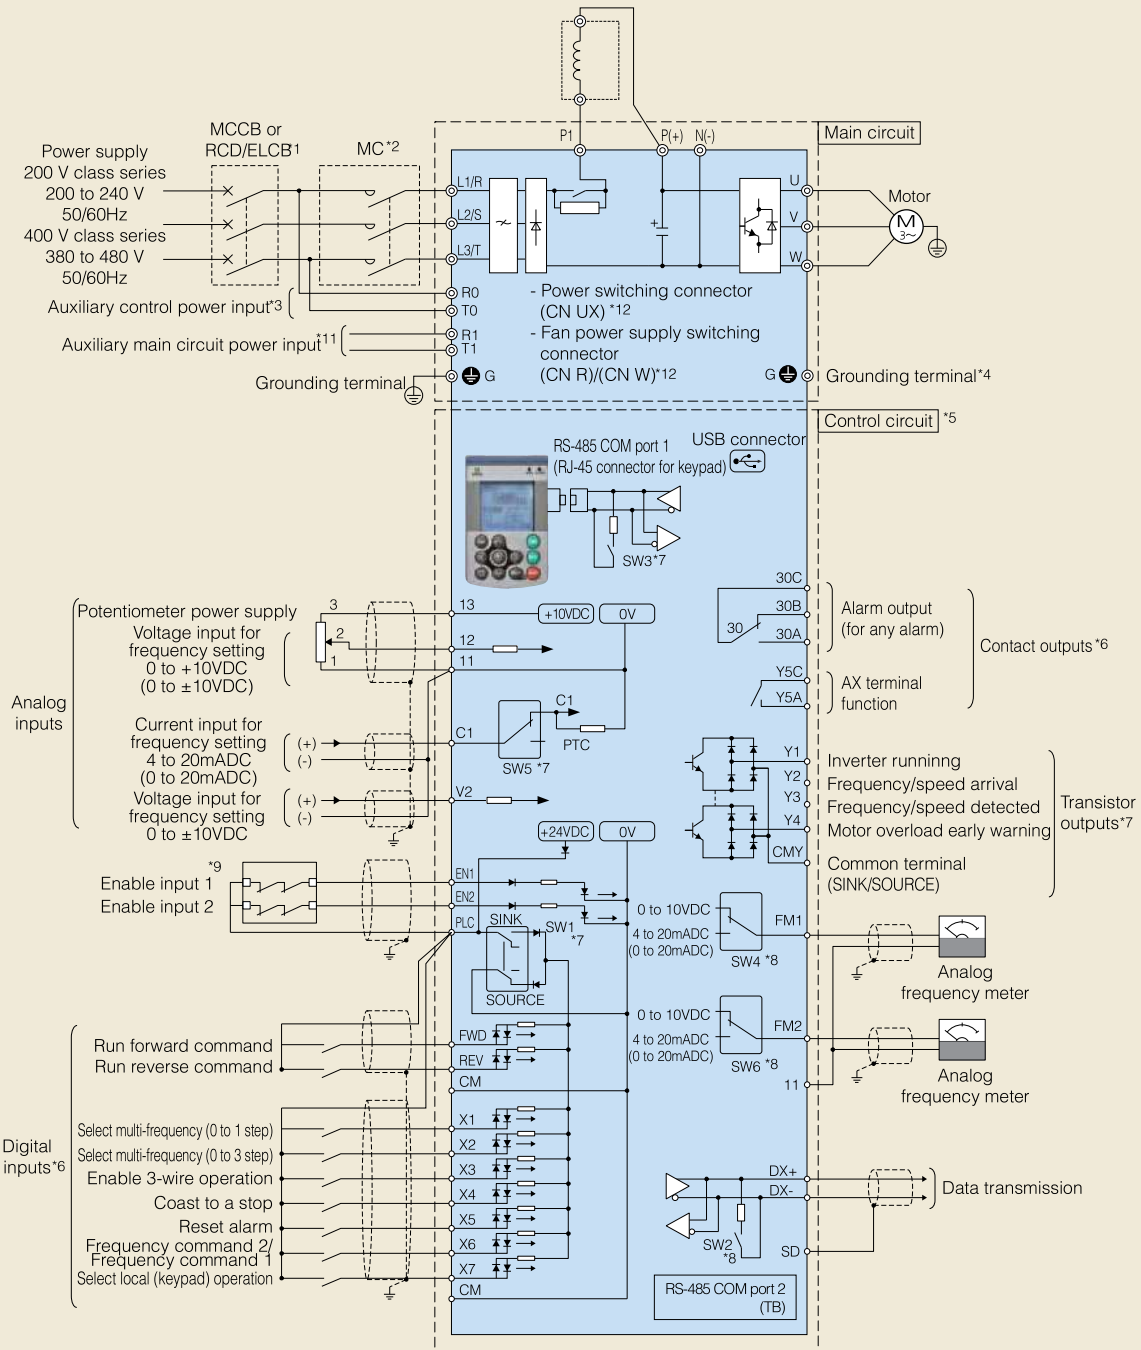 P1
P(+)
N(-)
Main circuit
MCCB or
RCD/ELCB*1
MC*2
Power supply
200 V class series
200 to 240 V
50/60Hz
400 V class series
380 to 480 V
50/60Hz
L1/R
L2/S
L3/T
+
U
V
W
Motor
M
3~
R0
T0
Auxiliary control power input*3
- Power switching connector
(CN UX) *12
R1
T1
Auxiliary main circuit power input*11
- Fan power supply switching
connector
(CN R)/(CN W)*12
Grounding terminal
G
G
Grounding terminal*4
Control circuit *5
RS-485 COM port 1
(RJ-45 connector for keypad)
USB connector
SW3*7
Analog
inputs
Potentiometer power supply
Voltage input for
frequency setting
0 to +10VDC
(0 to ±10VDC)
3
2
1
13
12
11
+10VDC
0V
Current input for
frequency setting
4 to 20mADC
(0 to 20mADC)
(+)
(-)
C1
C1
PTC
SW5 *7
Voltage input for
frequency setting
0 to ±10VDC
(+)
(-)
V2
+24VDC
0V
30C
30B
30A
30
Alarm output
(for any alarm)
Contact outputs*6
Y5C
Y5A
AX terminal
function
Y1
Y2
Y3
Y4
CMY
Inverter runninng
Frequency/speed arrival
Frequency/speed detected
Motor overload early warning
Common terminal
(SINK/SOURCE)
Transistor
outputs*7
*9
Enable input 1
Enable input 2
EN1
EN2
PLC
SINK
SOURCE
SW1
*7
0 to 10VDC
4 to 20mADC
(0 to 20mADC)
SW4 *8
FM1
Analog
frequency meter
0 to 10VDC
4 to 20mADC
(0 to 20mADC)
SW6 *8
FM2
Analog
frequency meter
11
Digital
inputs*6
Run forward command
Run reverse command
FWD
REV
CM
Select multi-frequency (0 to 1 step)
Select multi-frequency (0 to 3 step)
Enable 3-wire operation
Coast to a stop
Reset alarm
Frequency command 2/
Frequency command 1
Select local (keypad) operation
X1
X2
X3
X4
X5
X6
X7
CM
DX+
DX-
SD
Data transmission
SW2
*8
RS-485 COM port 2
(TB)